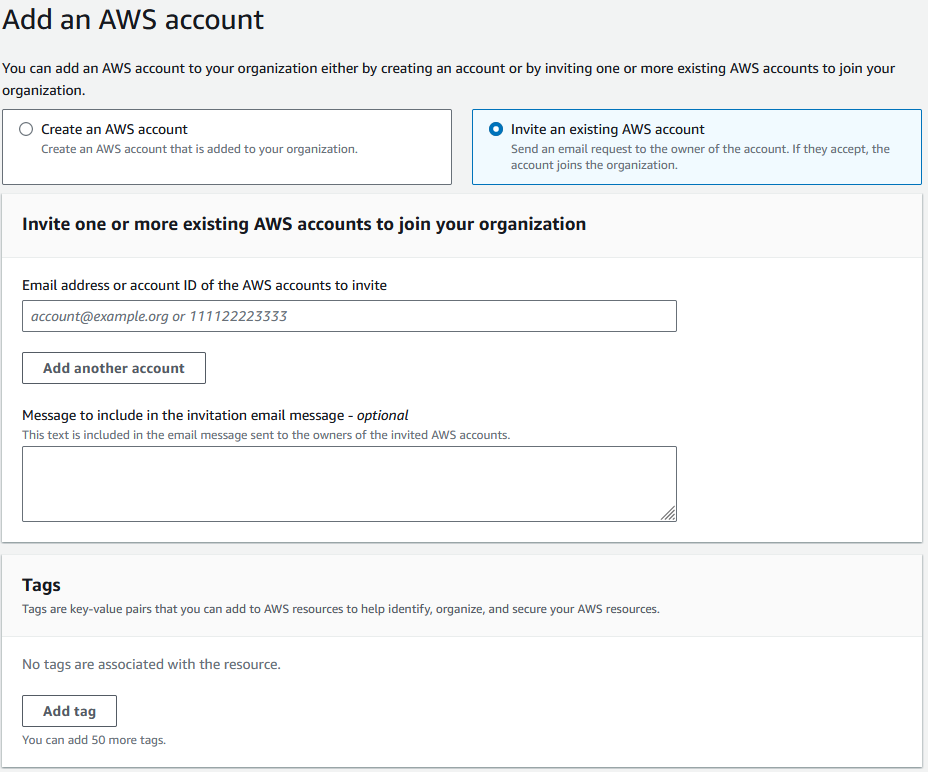 Add an AWS account
You can add an AWS account to your organization either by creating an account or by inviting one or more existing AWS accounts to join your
organization.
Create an AWS account
Create an AWS account that is added to your organization.
Invite an existing AWS account
Send an email request to the owner of the account. If they accept, the
account joins the organization.
Invite one or more existing AWS accounts to join your organization
Email address or account ID of the AWS accounts to invite
account@example.org or 111122223333
Add another account
Message to include in the invitation email message - optional
This text is included in the email message sent to the owners of the invited AWS accounts.
Tags
Tags are key-value pairs that you can add to AWS resources to help identify, organize, and secure your AWS resources.
No tags are associated with the resource.
Add tag
You can add 50 more tags.